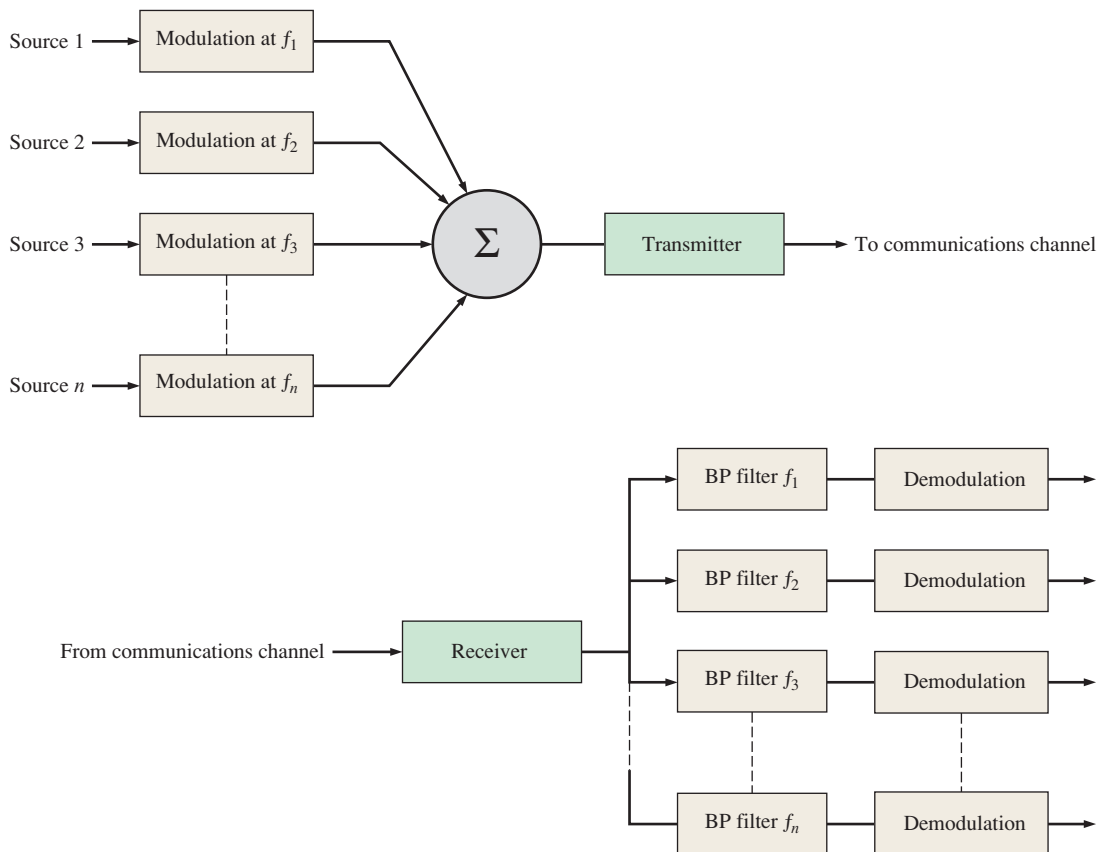 Source 1
Modulation at f₁
Source 2
Modulation at f₂
Source 3
Modulation at f₃
Σ
Transmitter
To communications channel
Source n
Modulation at fₙ
BP filter f₁
Demodulation
BP filter f₂
Demodulation
From communications channel
Receiver
BP filter f₃
Demodulation
BP filter fₙ
Demodulation